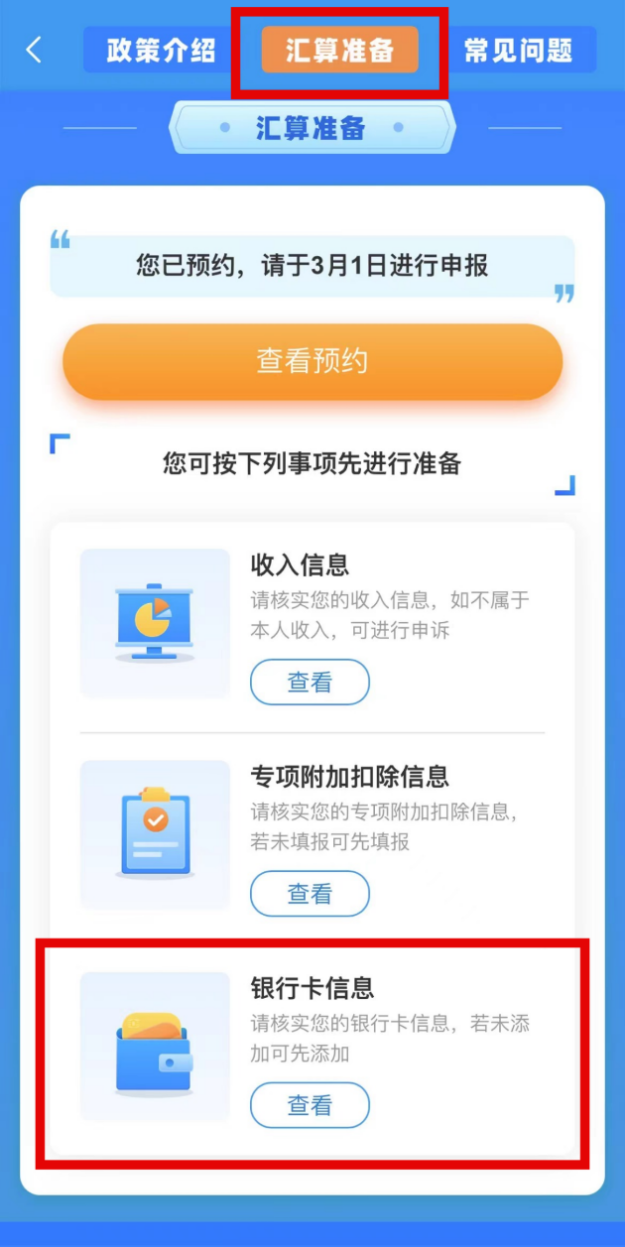 政策介绍
汇算准备
常见问题
汇算准备
“
您已预约，请于3月1日进行申报
”
查看预约
您可按下列事项先进行准备
收入信息
请核实您的收入信息，如不属于
本人收入，可进行申诉
查看
专项附加扣除信息
请核实您的专项附加扣除信息，
若未填报可先填报
查看
银行卡信息
请核实您的银行卡信息，若未添
加可先添加
查看